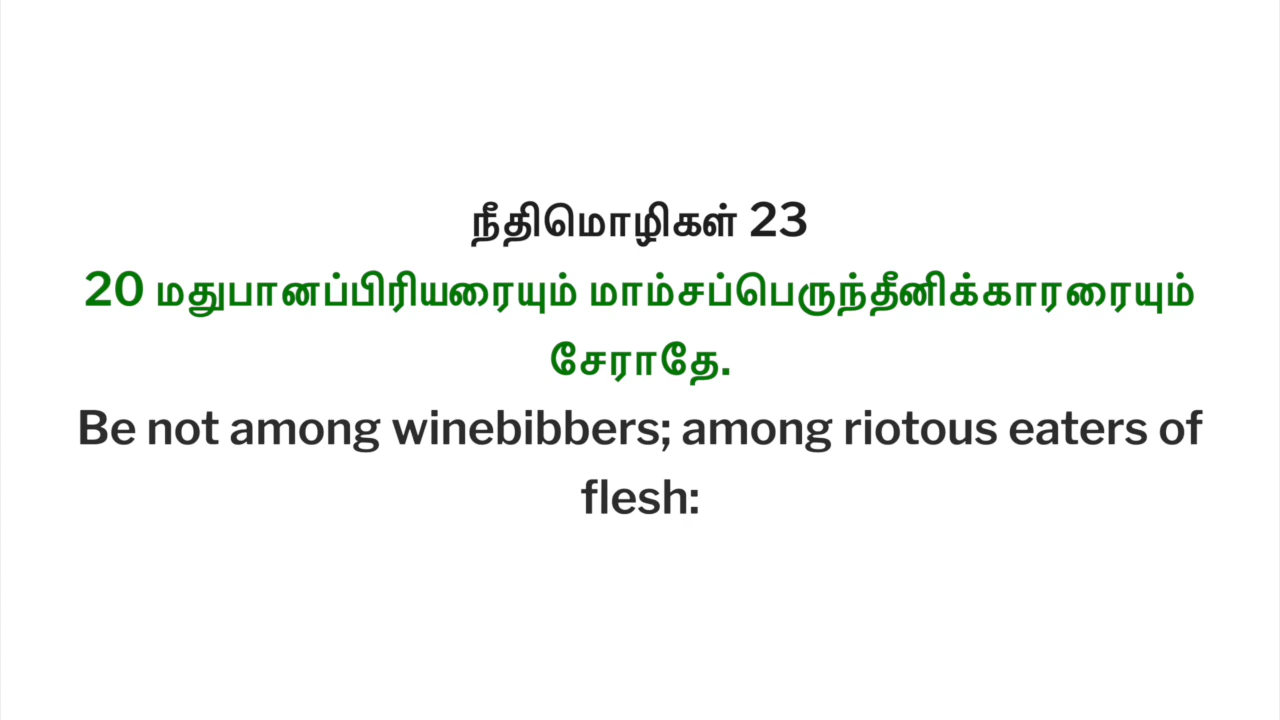 நீதிமொழிகள் 23
20 மதுபானப்பிரியரையும் மாம்சப்பெருந்தீனிக்காரரையும்
சேராதே.
Be not among winebibbers; among riotous eaters of
flesh: